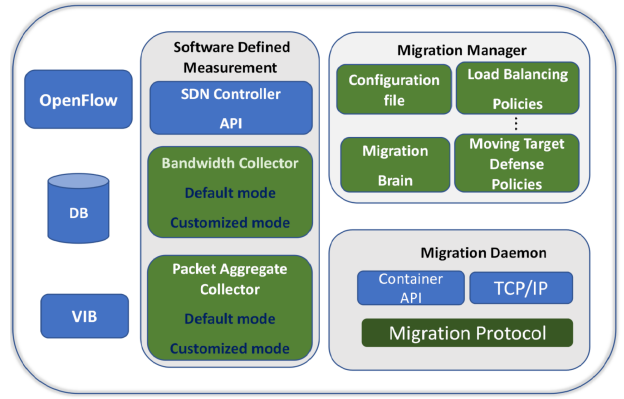 OpenFlow
DB
VIB
Software Defined
Measurement
SDN Controller
API
Bandwidth Collector
Default mode
Customized mode
Packet Aggregate
Collector
Default mode
Customized mode
Migration Manager
Configuration
file
Load Balancing
Policies
Migration
Brain
Moving Target
Defense
Policies
Migration Daemon
Container
API
TCP/IP
Migration Protocol